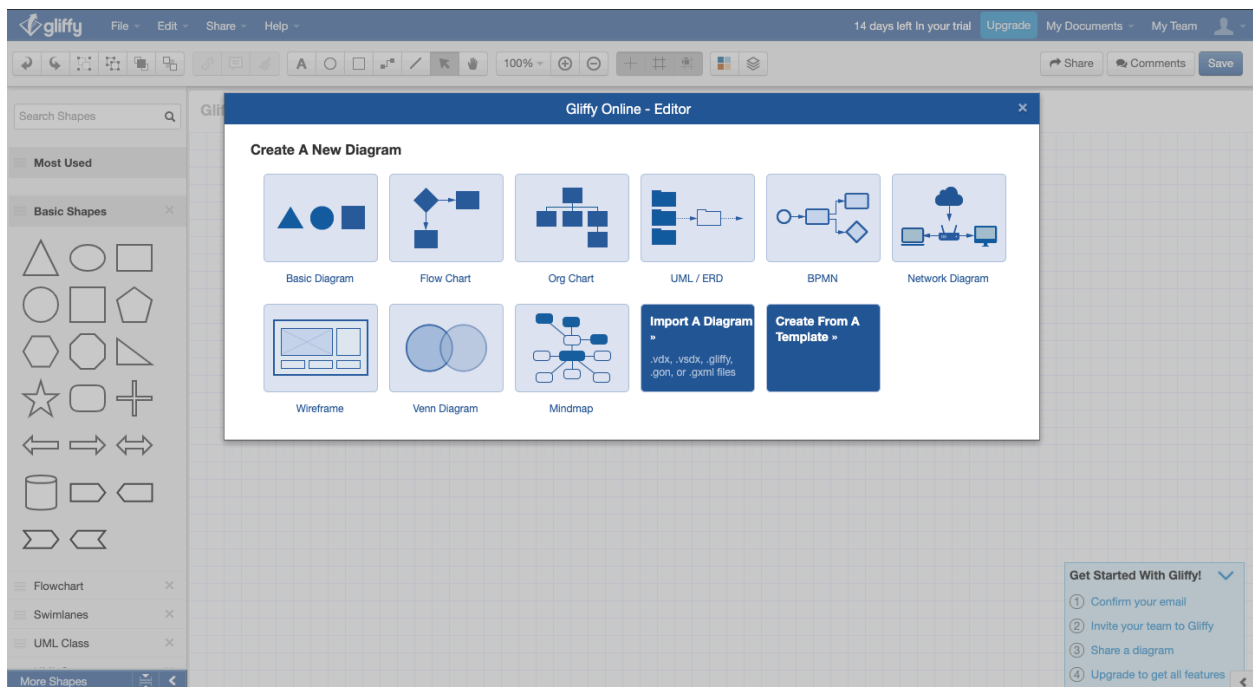 gliffy
File
Edit
Share
Help
14 days left In your trial
Upgrade
My Documents
My Team
A
100%
Share
Comments
Save
Search Shapes
Most Used
Basic Shapes
Flowchart
Swimlanes
UML Class
More Shapes
Glif
Gliffy Online - Editor
Create A New Diagram
Basic Diagram
Flow Chart
Org Chart
UML / ERD
BPMN
Network Diagram
Wireframe
Venn Diagram
Mindmap
Import A Diagram
»
.vdx, .vsdx, .gliffy,
.gon, or .gxml files
Create From A
Template »
Get Started With Gliffy!
1 Confirm your email
2 Invite your team to Gliffy
3 Share a diagram
4 Upgrade to get all features